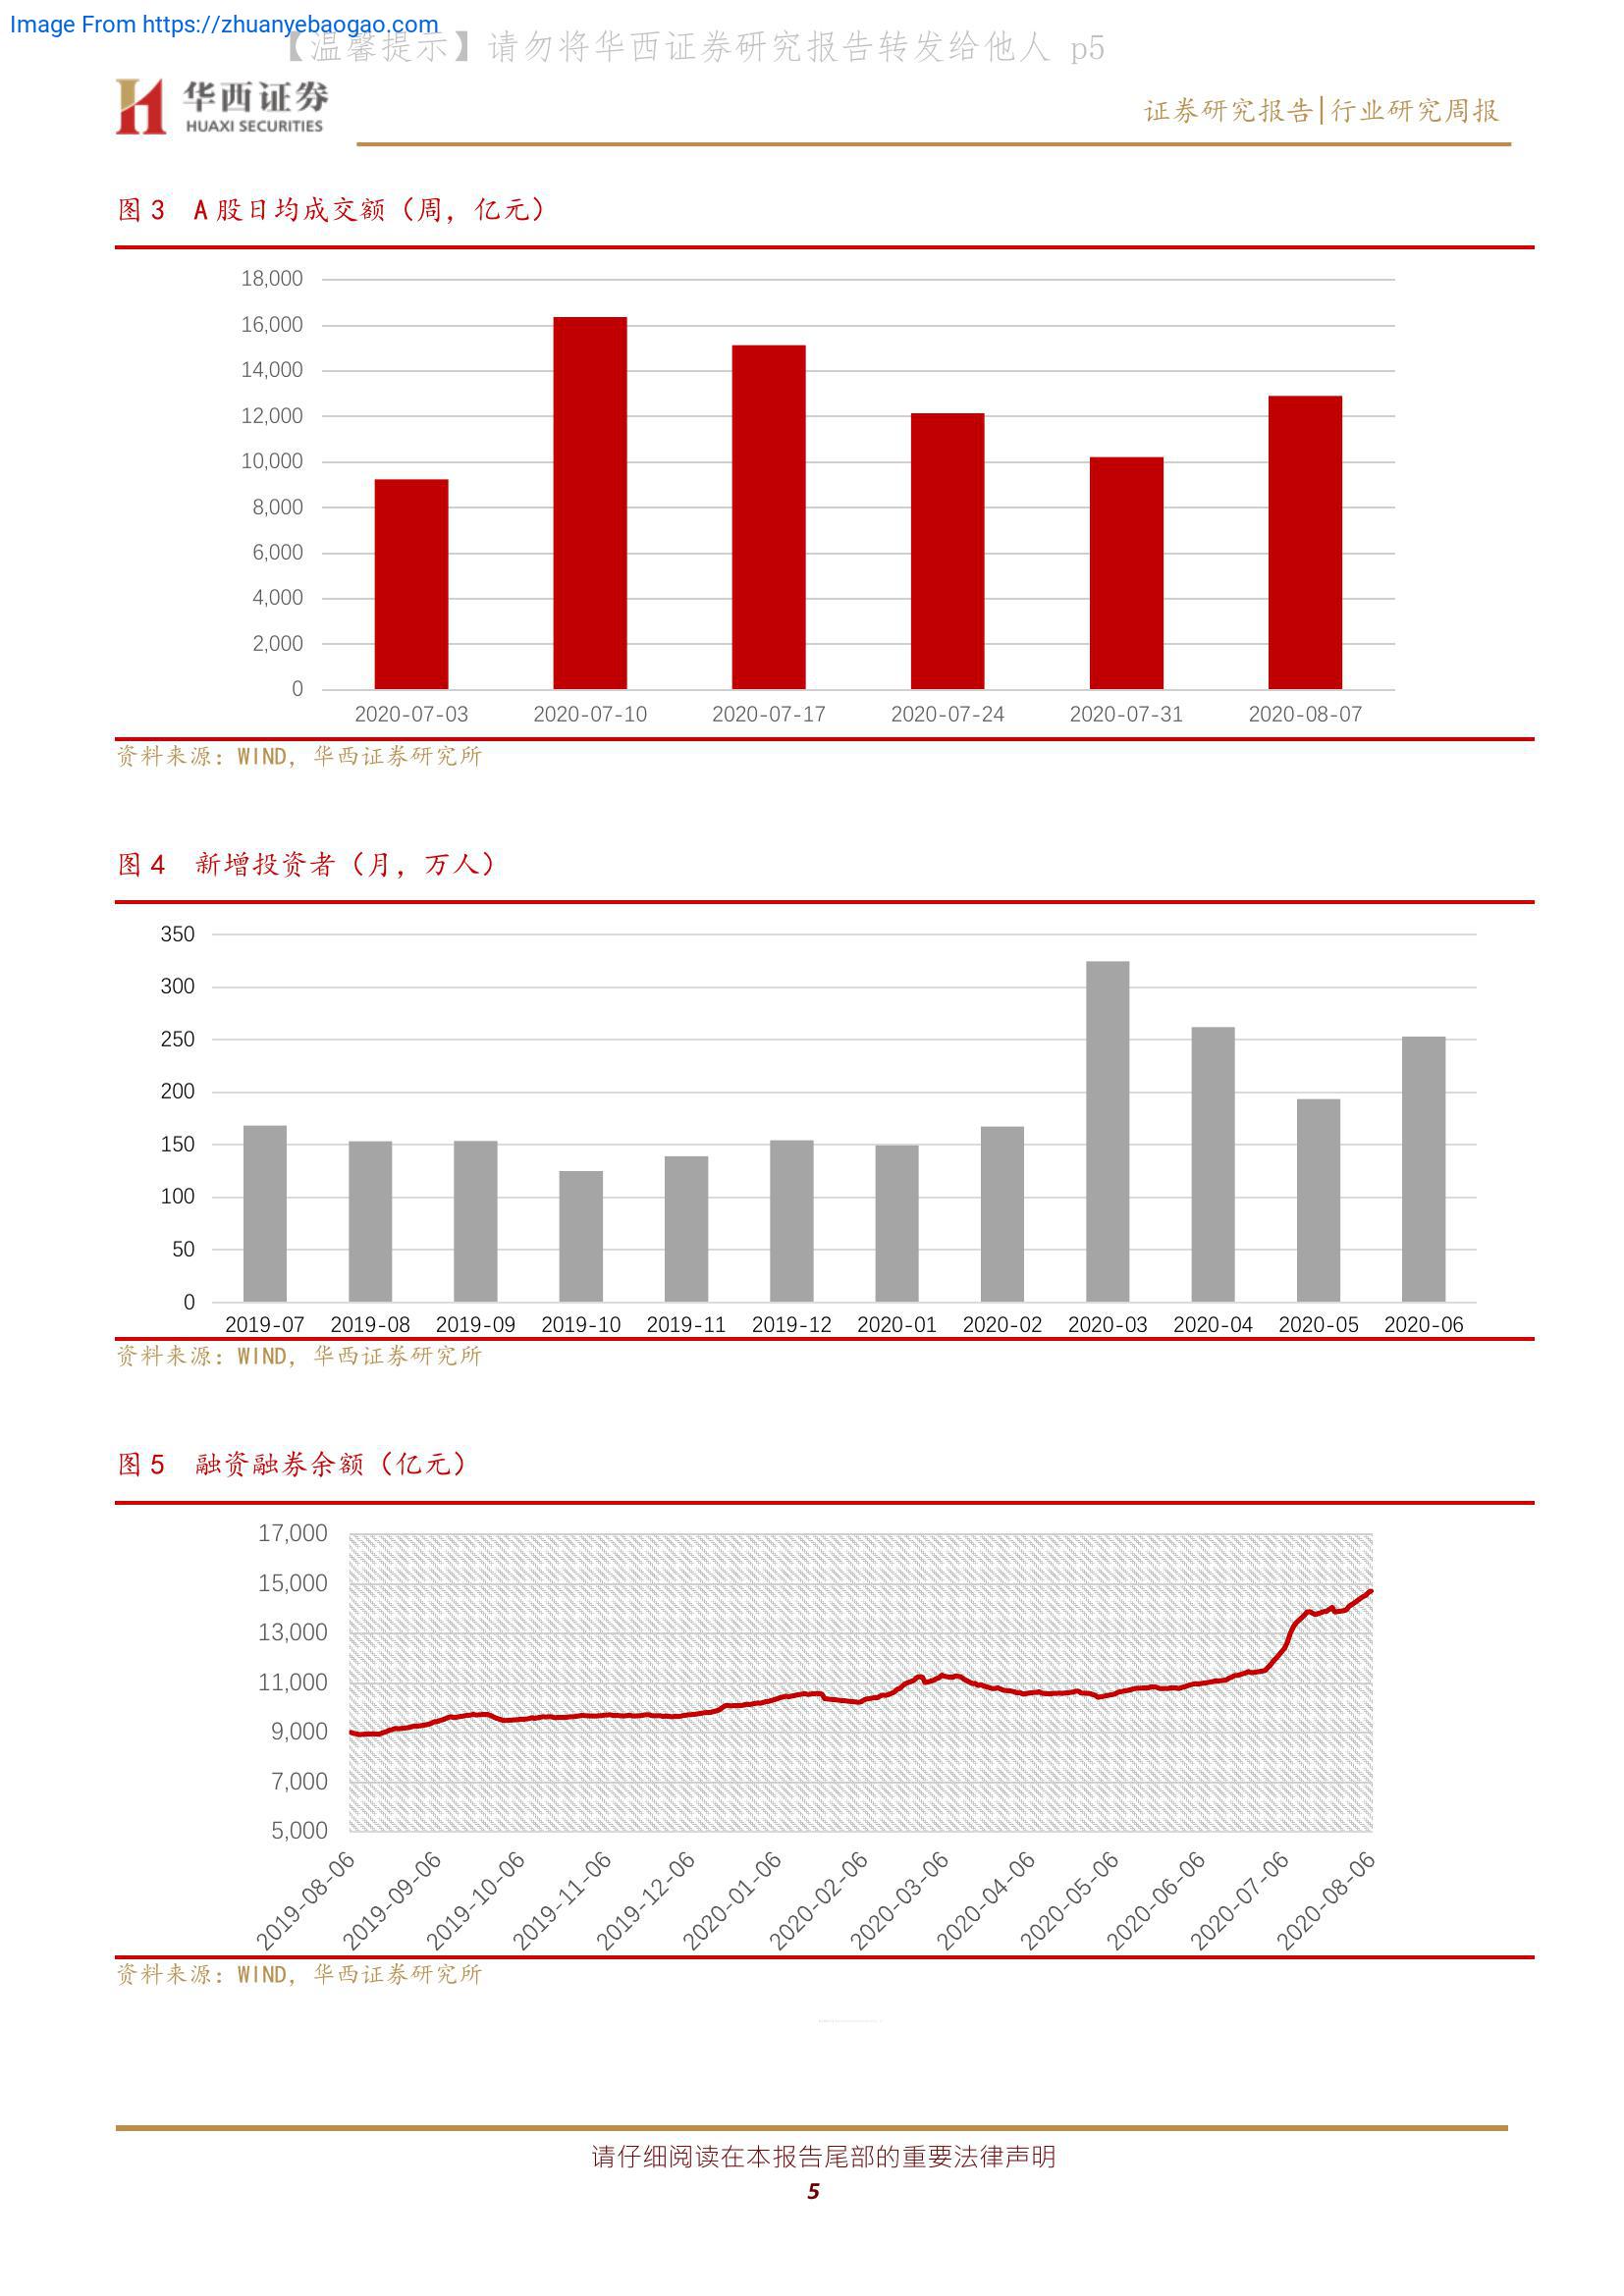 Image From https://zhuanyebaogao.com
【温馨提示】请勿将华西证券研究报告转发给他人 p5
华西证券
HUAXI SECURITIES
证券研究报告|行业研究周报
图 3 A 股日均成交额（周，亿元）
18,000
16,000
14,000
12,000
10,000
8,000
6,000
4,000
2,000
0
2020-07-03 2020-07-10 2020-07-17 2020-07-24 2020-07-31 2020-08-07
资料来源：WIND，华西证券研究所
图 4 新增投资者（月，万人）
350
300
250
200
150
100
50
0
2019-07 2019-08 2019-09 2019-10 2019-11 2019-12 2020-01 2020-02 2020-03 2020-04 2020-05 2020-06
资料来源：WIND，华西证券研究所
图 5 融资融券余额（亿元）
17,000
15,000
13,000
11,000
9,000
7,000
5,000
2019-08-06 2019-09-06 2019-10-06 2019-11-06 2019-12-06 2020-01-06 2020-02-06 2020-03-06 2020-04-06 2020-05-06 2020-06-06 2020-07-06 2020-08-06
资料来源：WIND，华西证券研究所
请仔细阅读在本报告尾部的重要法律声明
5